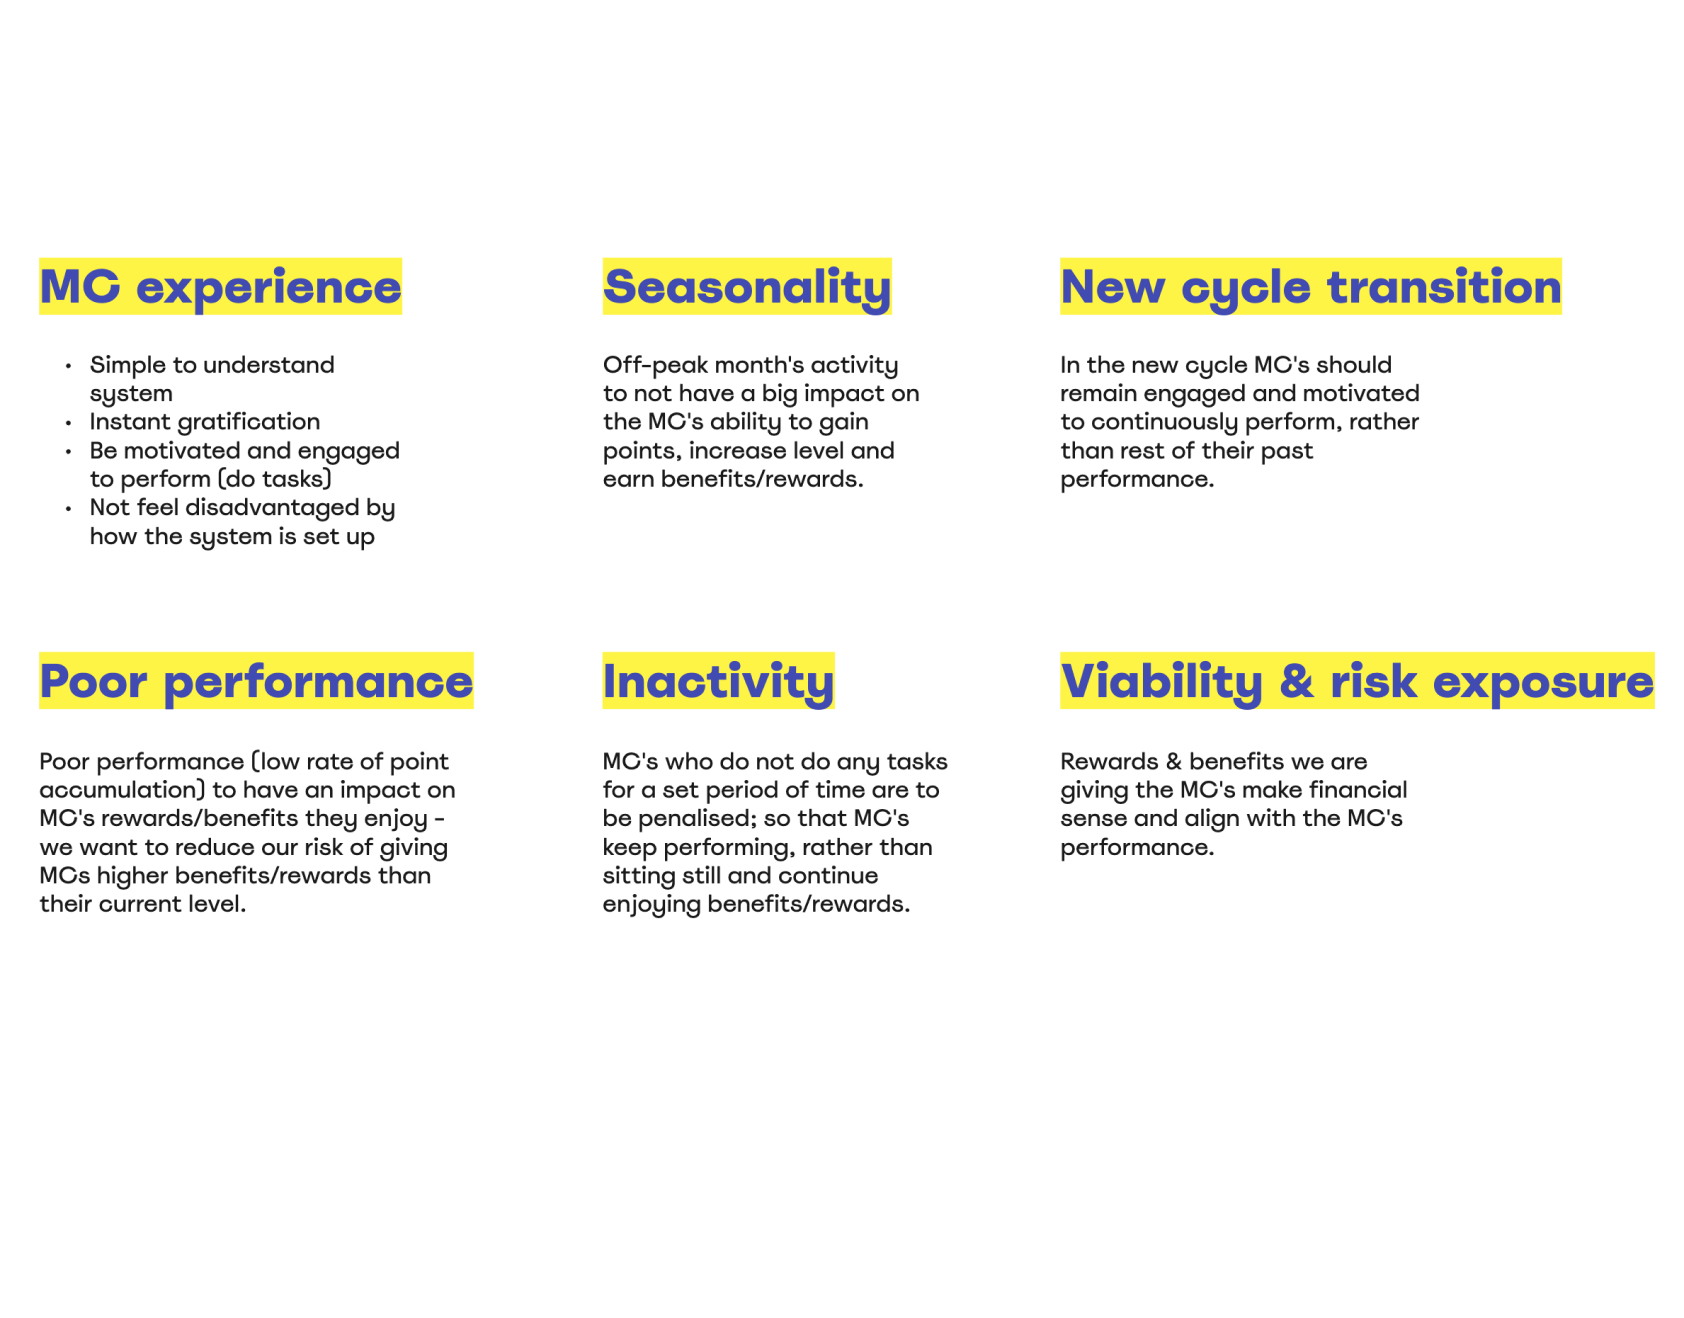 MC experience
• Simple to understand
system
• Instant gratification
• Be motivated and engaged
to perform (do tasks)
• Not feel disadvantaged by
how the system is set up
Seasonality
Off-peak month's activity
to not have a big impact on
the MC's ability to gain
points, increase level and
earn benefits/rewards.
New cycle transition
In the new cycle MC's should
remain engaged and motivated
to continuously perform, rather
than rest of their past
performance.
Poor performance
Poor performance (low rate of point
accumulation) to have an impact on
MC's rewards/benefits they enjoy -
we want to reduce our risk of giving
MCs higher benefits/rewards than
their current level.
Inactivity
MC's who do not do any tasks
for a set period of time are to
be penalised; so that MC's
keep performing, rather than
sitting still and continue
enjoying benefits/rewards.
Viability & risk exposure
Rewards & benefits we are
giving the MC's make financial
sense and align with the MC's
performance.